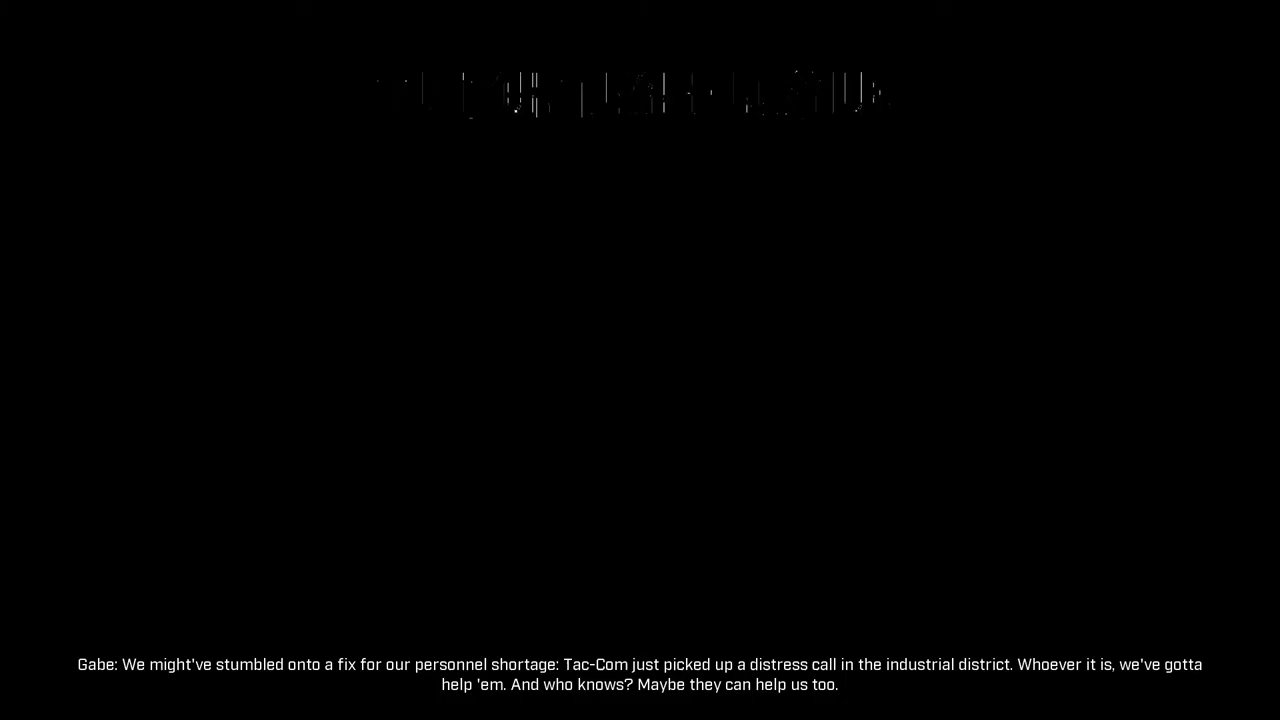 Gabe: We might've stumbled onto a fix for our personnel shortage: Tac-Com just picked up a distress call in the industrial district. Whoever it is, we've gotta
help 'em. And who knows? Maybe they can help us too.